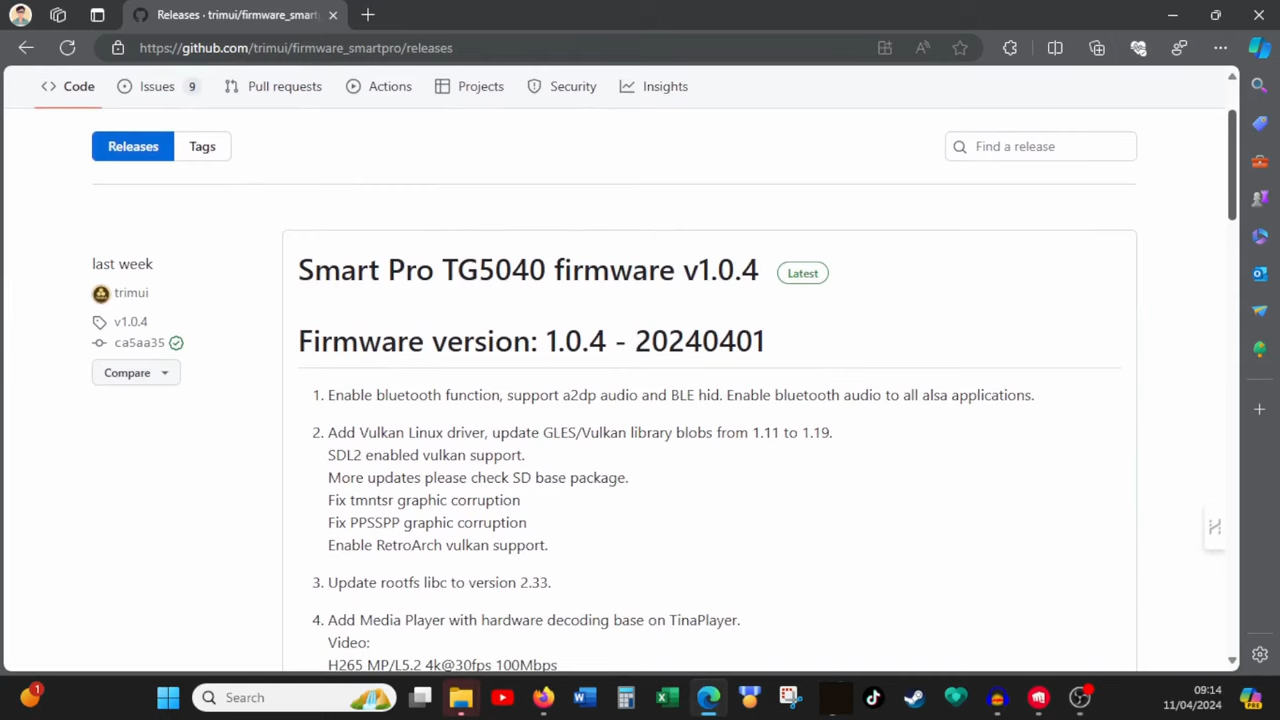 Releases · trimui/firmware_smartp
https://github.com/trimui/firmware_smartpro/releases
Code
Issues 9
Pull requests
Actions
Projects
Security
Insights
Releases
Tags
Find a release
last week
trimui
v1.0.4
ca5aa35
Compare
Smart Pro TG5040 firmware v1.0.4 Latest
Firmware version: 1.0.4 - 20240401
1. Enable bluetooth function, support a2dp audio and BLE hid. Enable bluetooth audio to all alsa applications.
2. Add Vulkan Linux driver, update GLES/Vulkan library blobs from 1.11 to 1.19.
SDL2 enabled vulkan support.
More updates please check SD base package.
Fix tmntsr graphic corruption
Fix PPSSPP graphic corruption
Enable RetroArch vulkan support.
3. Update rootfs libc to version 2.33.
4. Add Media Player with hardware decoding base on TinaPlayer.
Video:
H265 MP/L5.2 4k@30fps 100Mbps
1
Search
09:14
11/04/2024